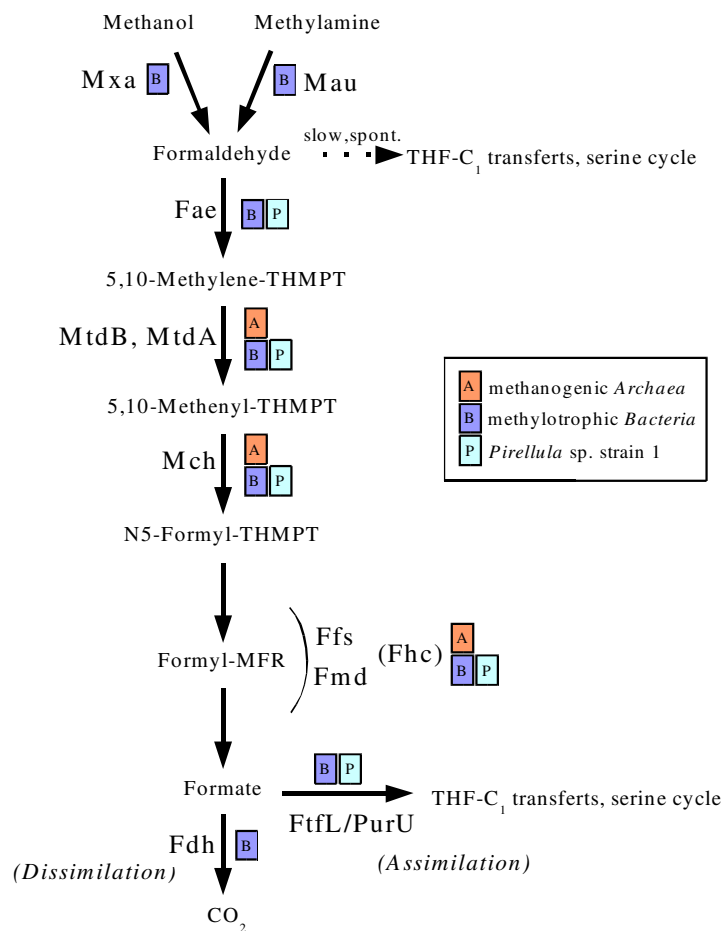 Methanol Methylamine
Mxa B B Mau
slow,spont.
Formaldehyde THF-C1 transferts, serine cycle
Fae B P
5,10-Methylene-THMPT
A
MtdB, MtdA
B P
5,10-Methenyl-THMPT
A
Mch
B P
N5-Formyl-THMPT
A methanogenic Archaea
B methylotrophic Bacteria
P Pirellula sp. strain 1
Ffs
A
(Fhc)
Formyl-MFR
B P
Fmd
B P
Formate THF-C1 transferts, serine cycle
FtfL/PurU
Fdh B
(Dissimilation) (Assimilation)
CO2